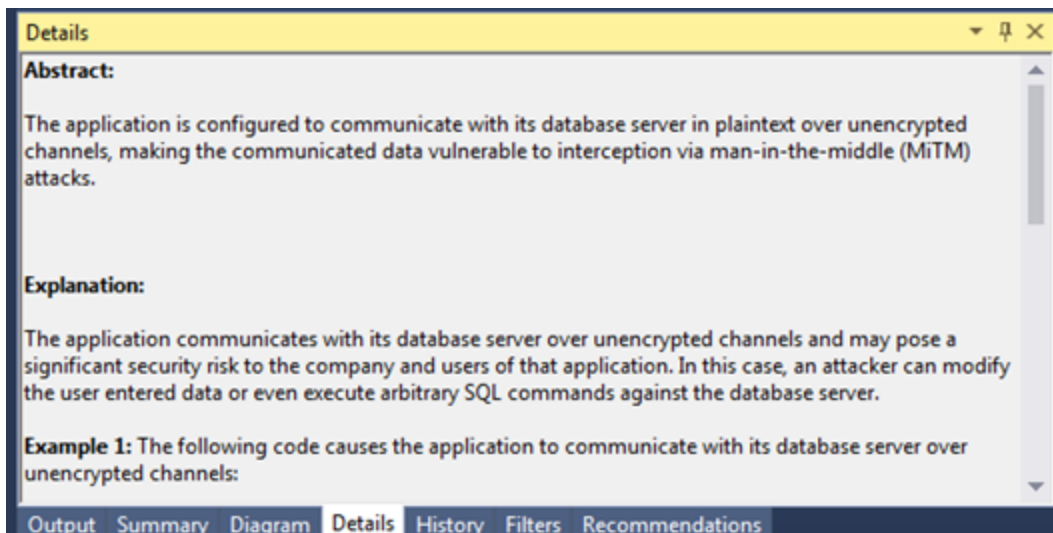 Details
Abstract:
The application is configured to communicate with its database server in plaintext over unencrypted
channels, making the communicated data vulnerable to interception via man-in-the-middle (MiTM)
attacks.
Explanation:
The application communicates with its database server over unencrypted channels and may pose a
significant security risk to the company and users of that application. In this case, an attacker can modify
the user entered data or even execute arbitrary SQL commands against the database server.
Example 1: The following code causes the application to communicate with its database server over
unencrypted channels:
Output Summary Diagram Details History Filters Recommendations